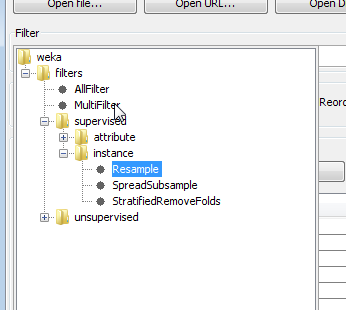 Open file...
Open URL...
Open D
Filter
weka
filters
AllFilter
MultiFilter
supervised
attribute
instance
Resample
SpreadSubsample
StratifiedRemoveFolds
unsupervised
Reord